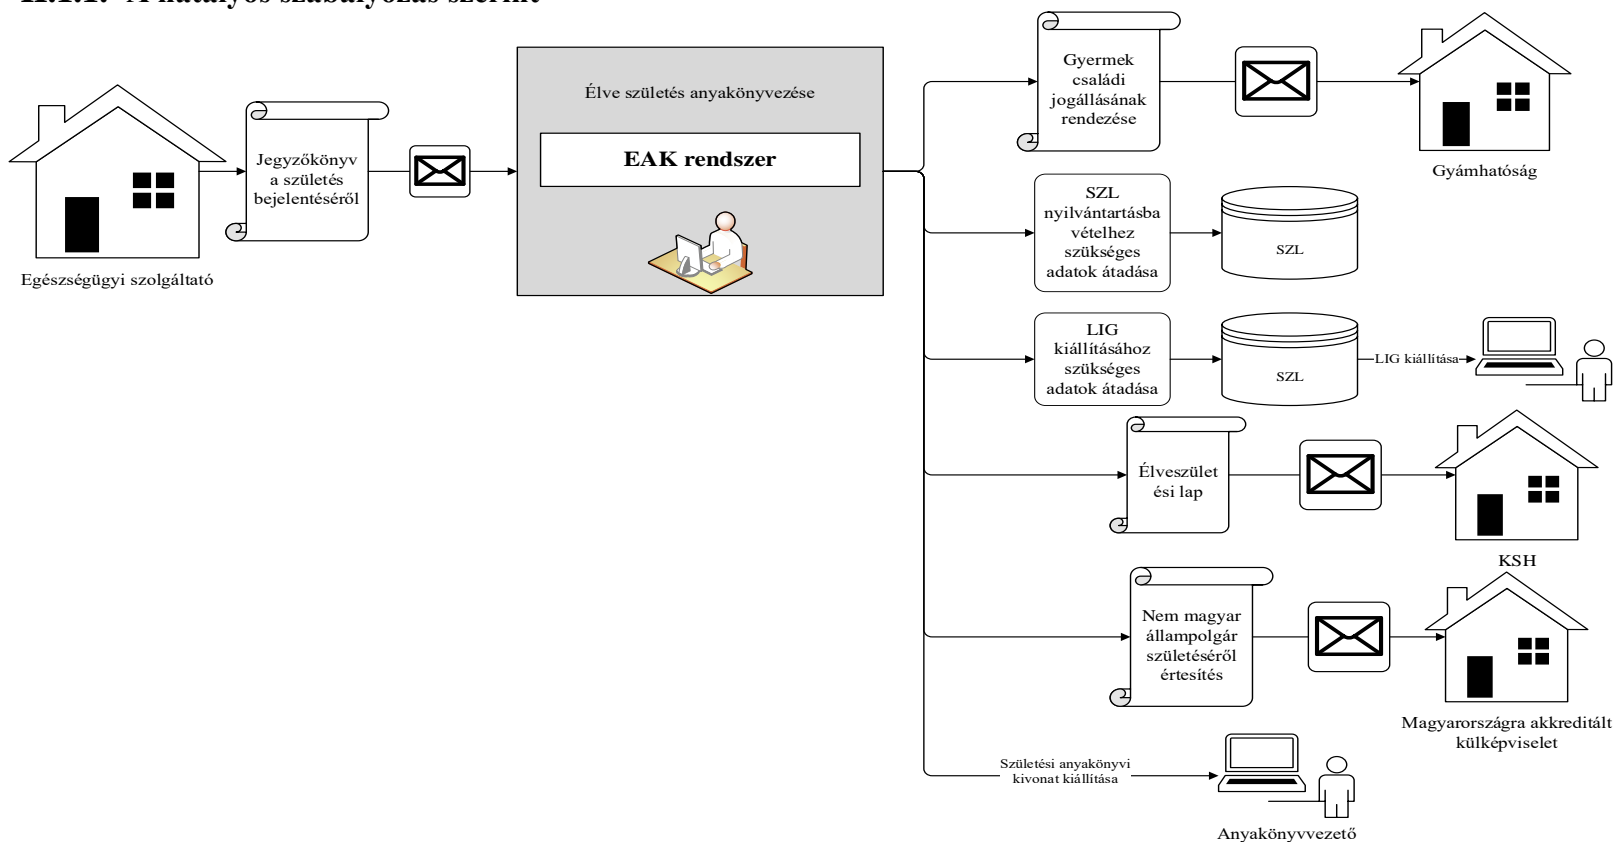 II.1.1. A hatályos szabályozás szerint
Egészségügyi szolgáltató
Jegyzőkönyv
a születés
bejelentéséről
Élve születés anyakönyvezése
EAK rendszer
Gyermek
családi
jogállásának
rendezése
Gyámhatóság
SZL
nyilvántartásba
vételhez
szükséges
adatok átadása
SZL
LIG
kiállításához
szükséges
adatok átadása
SZL
LIG kiállítása
Élveszület
ési lap
KSH
Nem magyar
állampolgár
születéséről
értesítés
Magyarországra akkreditált
külképviselet
Születési anyakönyvi
kivonat kiállítása
Anyakönyvvezető